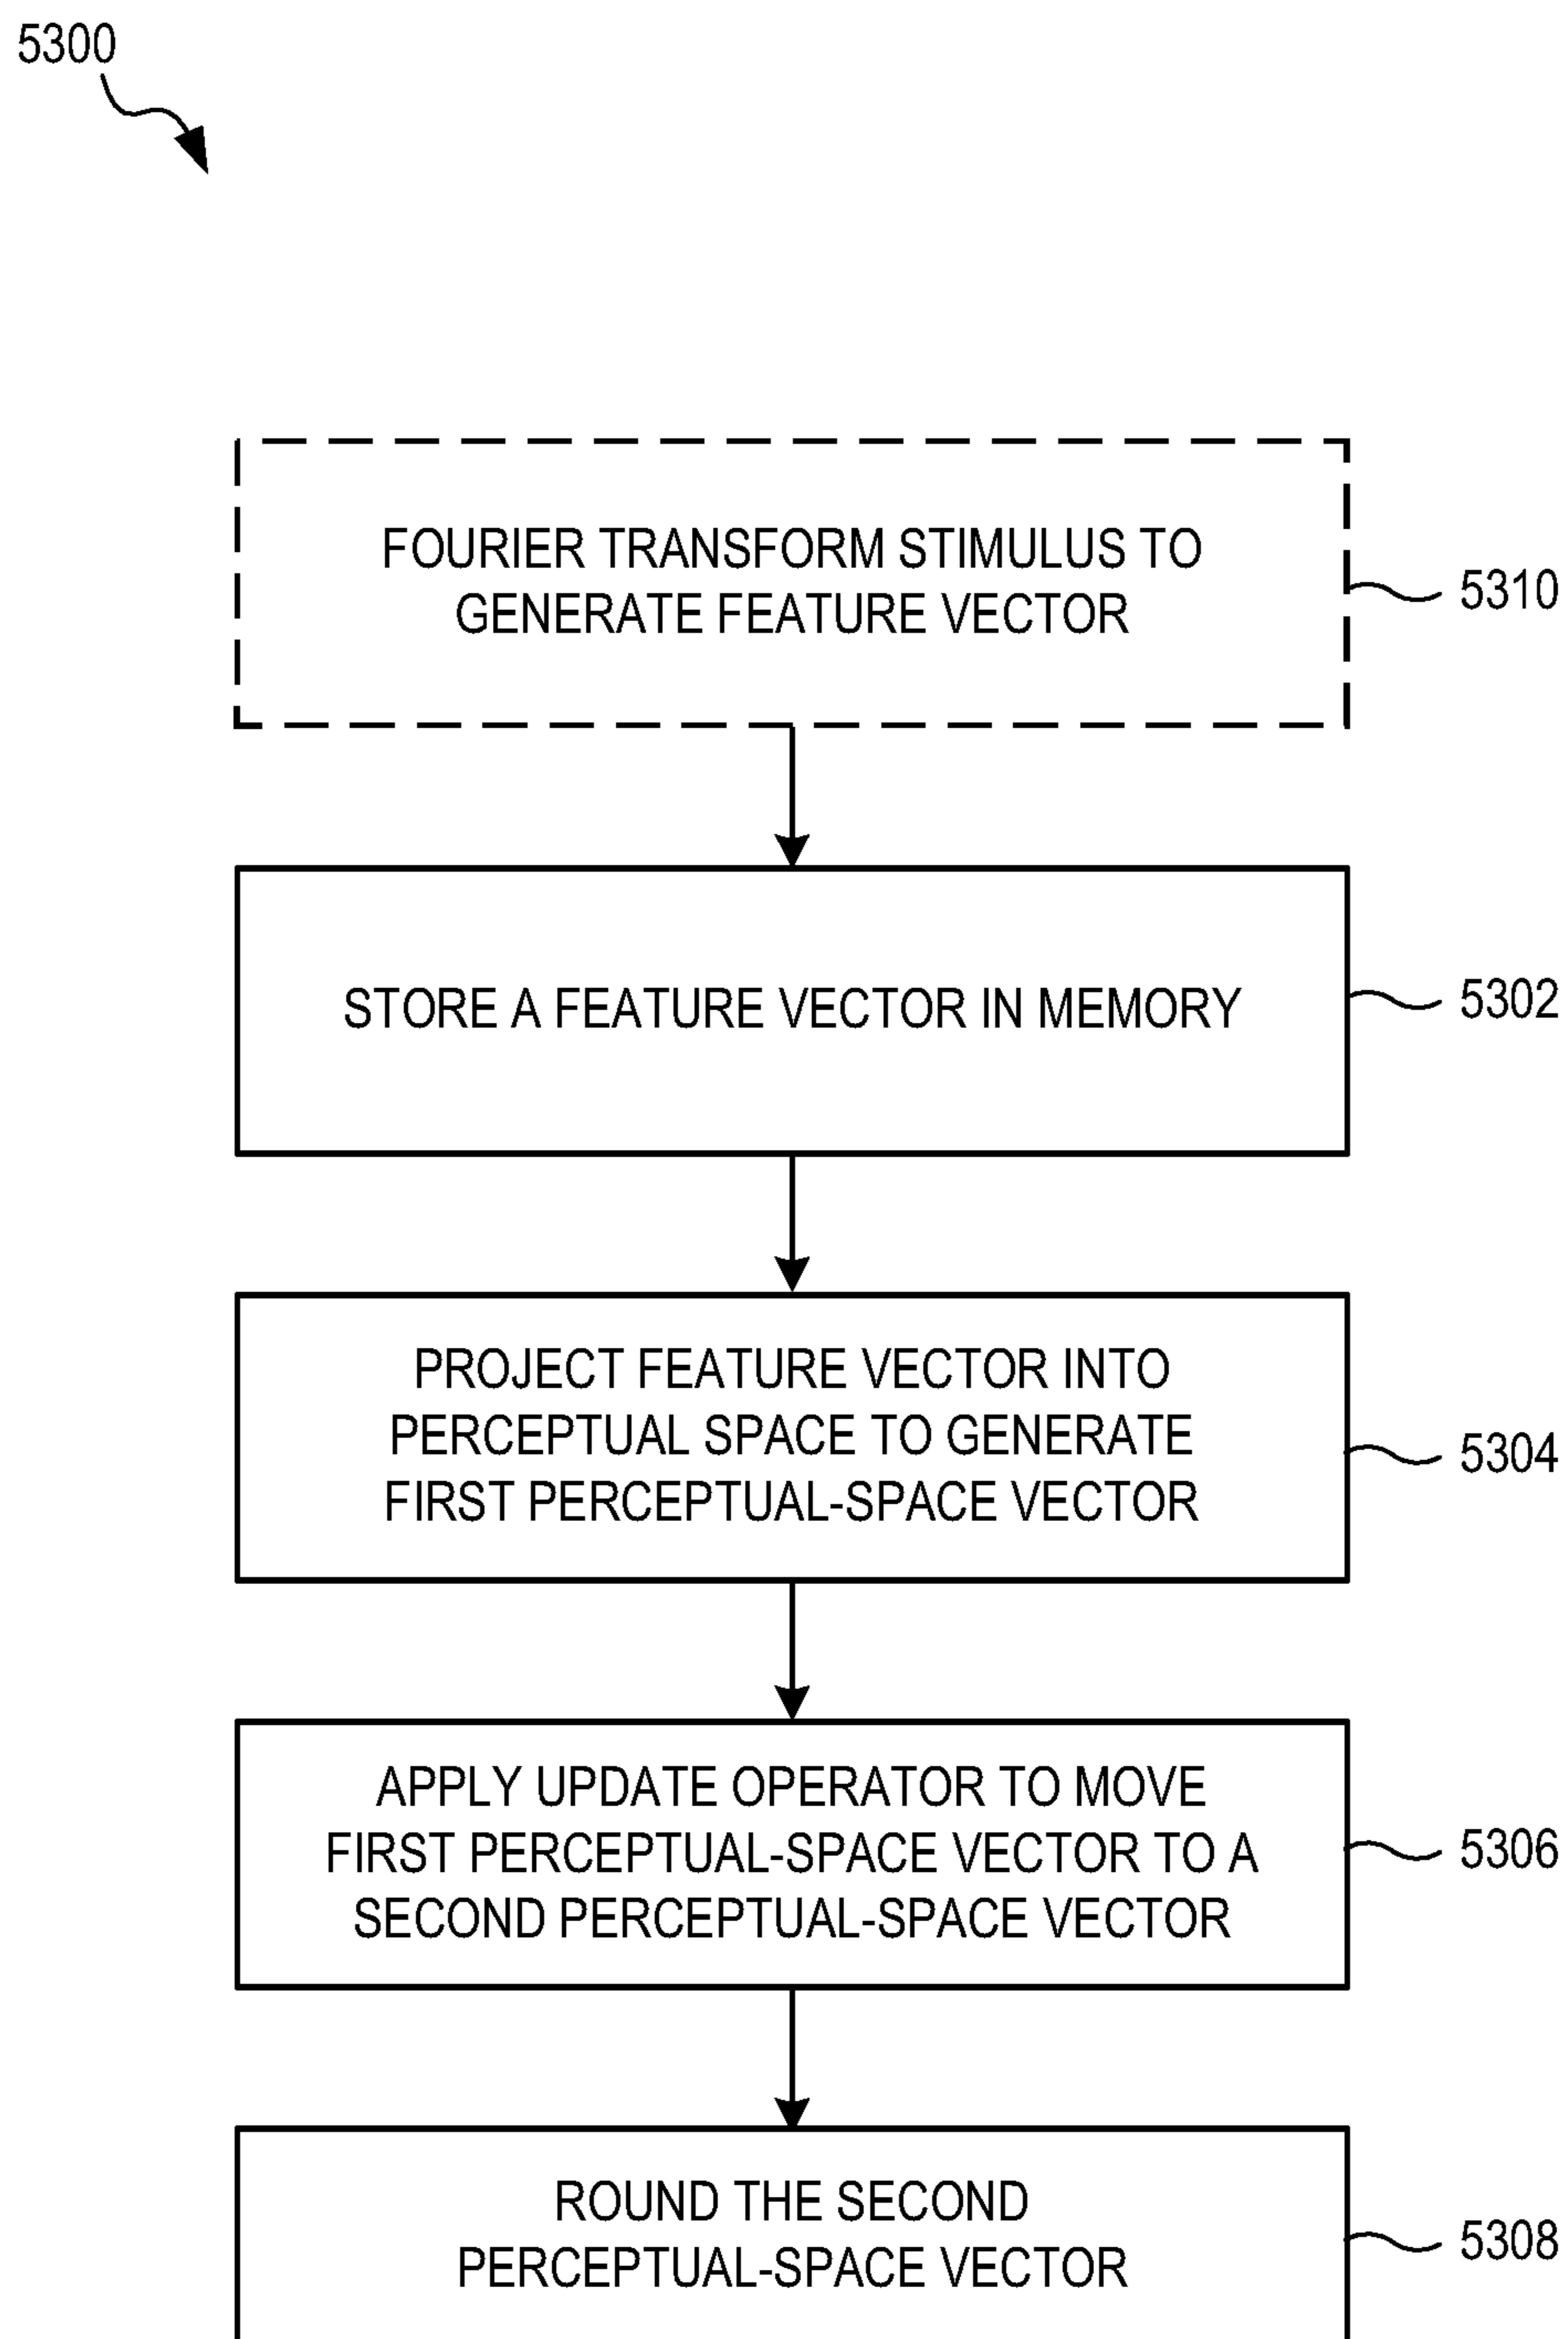 5300
FOURIER TRANSFORM STIMULUS TO
GENERATE FEATURE VECTOR
5310
STORE A FEATURE VECTOR IN MEMORY
5302
PROJECT FEATURE VECTOR INTO
PERCEPTUAL SPACE TO GENERATE
FIRST PERCEPTUAL-SPACE VECTOR
5304
APPLY UPDATE OPERATOR TO MOVE
FIRST PERCEPTUAL-SPACE VECTOR TO A
SECOND PERCEPTUAL-SPACE VECTOR
5306
ROUND THE SECOND
PERCEPTUAL-SPACE VECTOR
5308